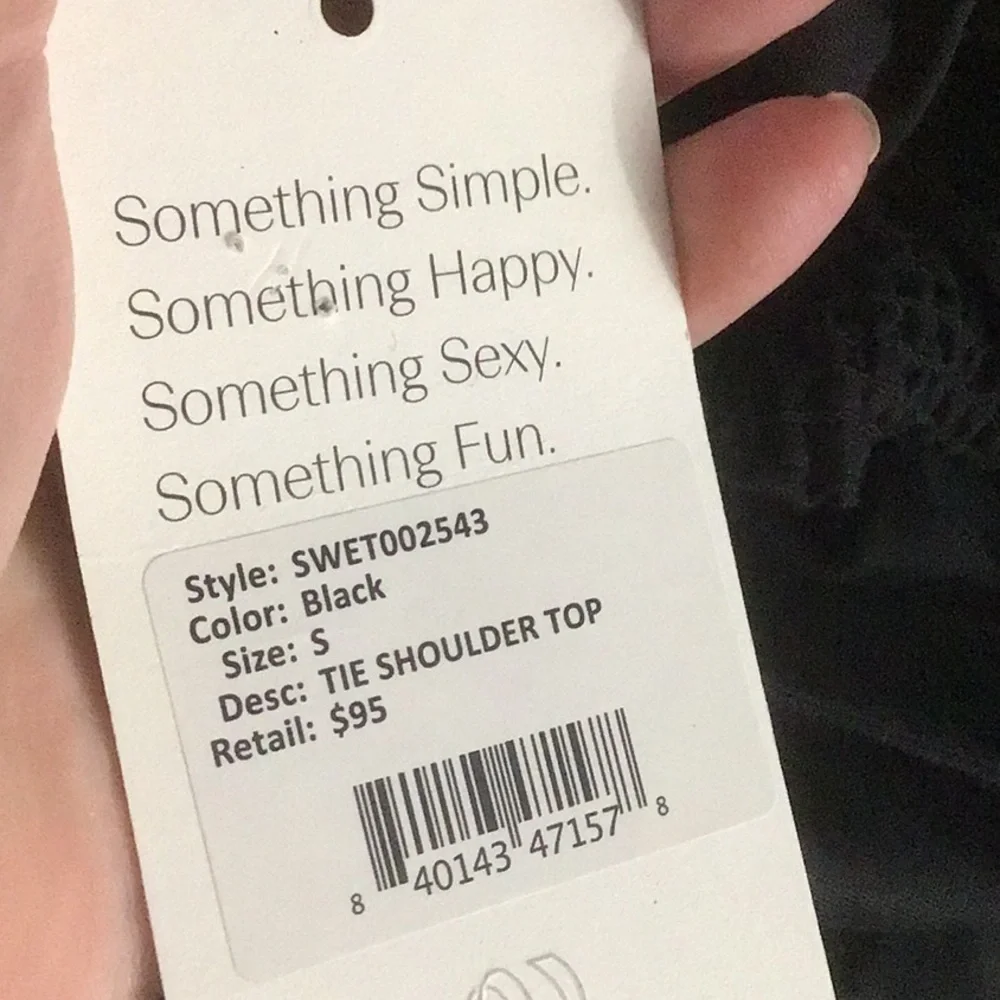 Something Simple.
Something Happy.
Something Sexy.
Something Fun.
Style: SWET002543
Color: Black
Size: S
Desc: TIE SHOULDER TOP
Retail: $95
8 40143 47157 8